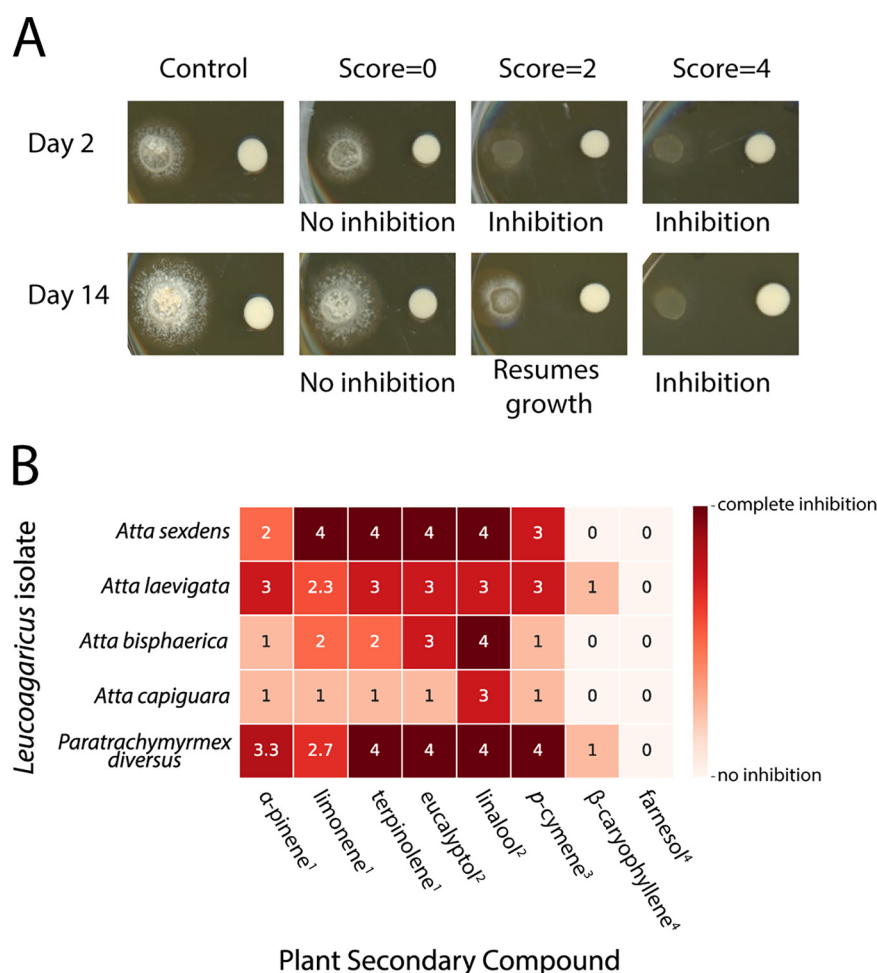 A
Control Score=0 Score=2 Score=4
Day 2
No inhibition Inhibition Inhibition
Day 14
No inhibition Resumes growth Inhibition
B
Leucoagaricus isolate
complete inhibition
Atta sexdens 2 4 4 4 4 3 0 0
Atta laevigata 3 2.3 3 3 3 3 1 0
Atta bisphaerica 1 2 2 3 4 1 0 0
Atta capiguara 1 1 1 1 3 1 0 0
Paratrachymyrmex
diversus 3.3 2.7 4 4 4 4 1 0
no inhibition
α-pinene¹ limonene¹ terpinolene¹ eucalyptol² linalool² p-cymene³ β-caryophyllene⁴ farnesol⁴
Plant Secondary Compound